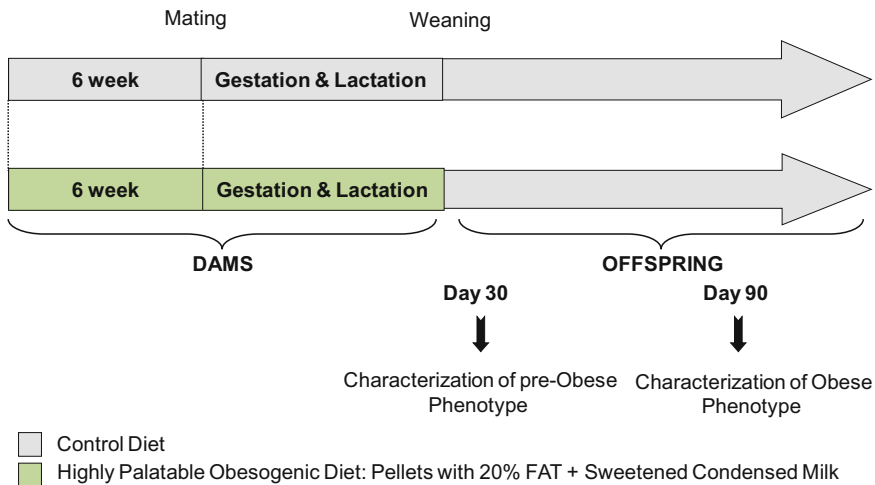 Mating Weaning
6 week Gestation & Lactation
6 week Gestation & Lactation
DAMS OFFSPRING
Day 30 Day 90
Characterization of pre-Obese
Phenotype
Characterization of Obese
Phenotype
Control Diet
Highly Palatable Obesogenic Diet: Pellets with 20% FAT + Sweetened Condensed Milk